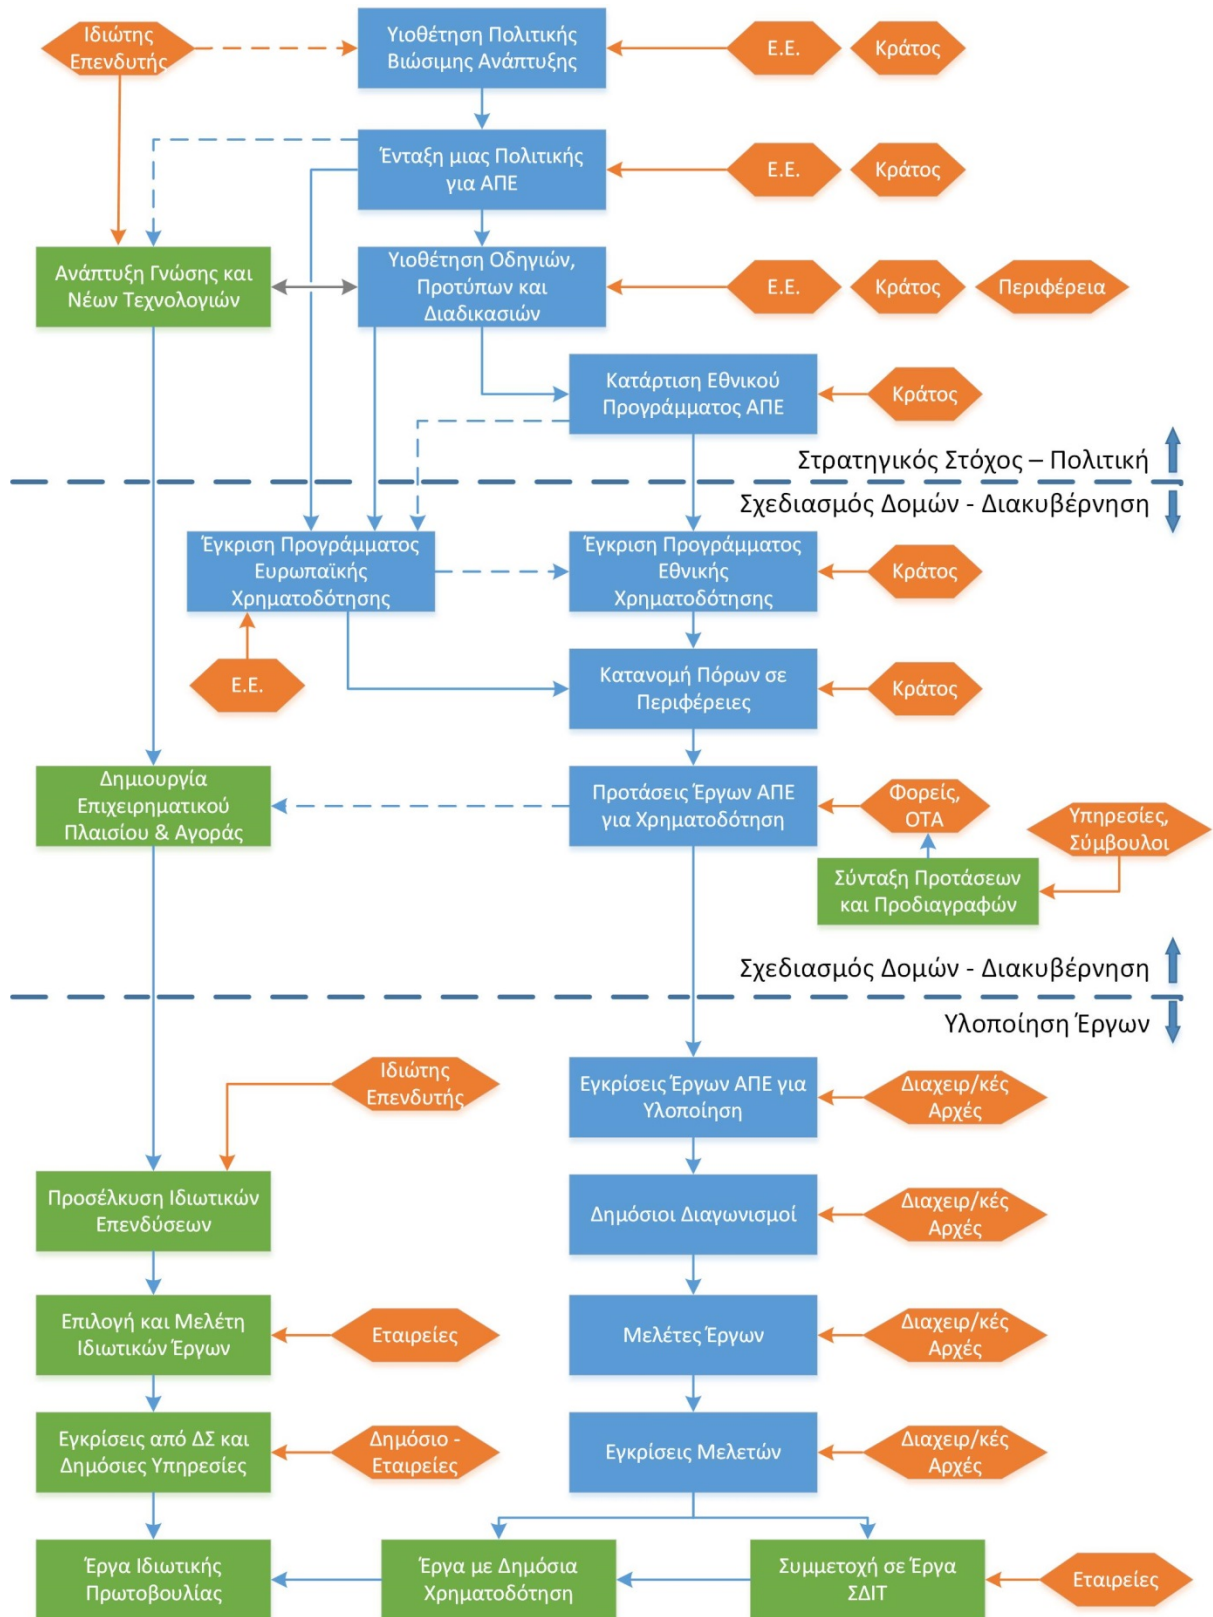 Ιδιώτης
Επενδυτής
Υιοθέτηση Πολιτικής
Βιώσιμης Ανάπτυξης
Ε.Ε.
Κράτος
Ένταξη μιας Πολιτικής
για ΑΠΕ
Ε.Ε.
Κράτος
Ανάπτυξη Γνώσης και
Νέων Τεχνολογιών
Υιοθέτηση Οδηγιών,
Προτύπων και
Διαδικασιών
Ε.Ε.
Κράτος
Περιφέρεια
Κατάρτιση Εθνικού
Προγράμματος ΑΠΕ
Κράτος
Στρατηγικός Στόχος – Πολιτική
Σχεδιασμός Δομών - Διακυβέρνηση
Έγκριση Προγράμματος
Ευρωπαϊκής
Χρηματοδότησης
Έγκριση Προγράμματος
Εθνικής
Χρηματοδότησης
Κράτος
Ε.Ε.
Κατανομή Πόρων σε
Περιφέρειες
Κράτος
Δημιουργία
Επιχειρηματικού
Πλαισίου & Αγοράς
Προτάσεις Έργων ΑΠΕ
για Χρηματοδότηση
Φορείς,
ΟΤΑ
Υπηρεσίες,
Σύμβουλοι
Σύνταξη Προτάσεων
και Προδιαγραφών
Σχεδιασμός Δομών - Διακυβέρνηση
Υλοποίηση Έργων
Ιδιώτης
Επενδυτής
Εγκρίσεις Έργων ΑΠΕ για
Υλοποίηση
Διαχειρ/κές
Αρχές
Προσέλκυση Ιδιωτικών
Επενδύσεων
Δημόσιοι Διαγωνισμοί
Διαχειρ/κές
Αρχές
Επιλογή και Μελέτη
Ιδιωτικών Έργων
Εταιρείες
Μελέτες Έργων
Διαχειρ/κές
Αρχές
Εγκρίσεις από ΔΣ και
Δημόσιες Υπηρεσίες
Δημόσιο -
Εταιρείες
Εγκρίσεις Μελετών
Διαχειρ/κές
Αρχές
Έργα Ιδιωτικής
Πρωτοβουλίας
Έργα με Δημόσια
Χρηματοδότηση
Συμμετοχή σε Έργα
ΣΔΙΤ
Εταιρείες